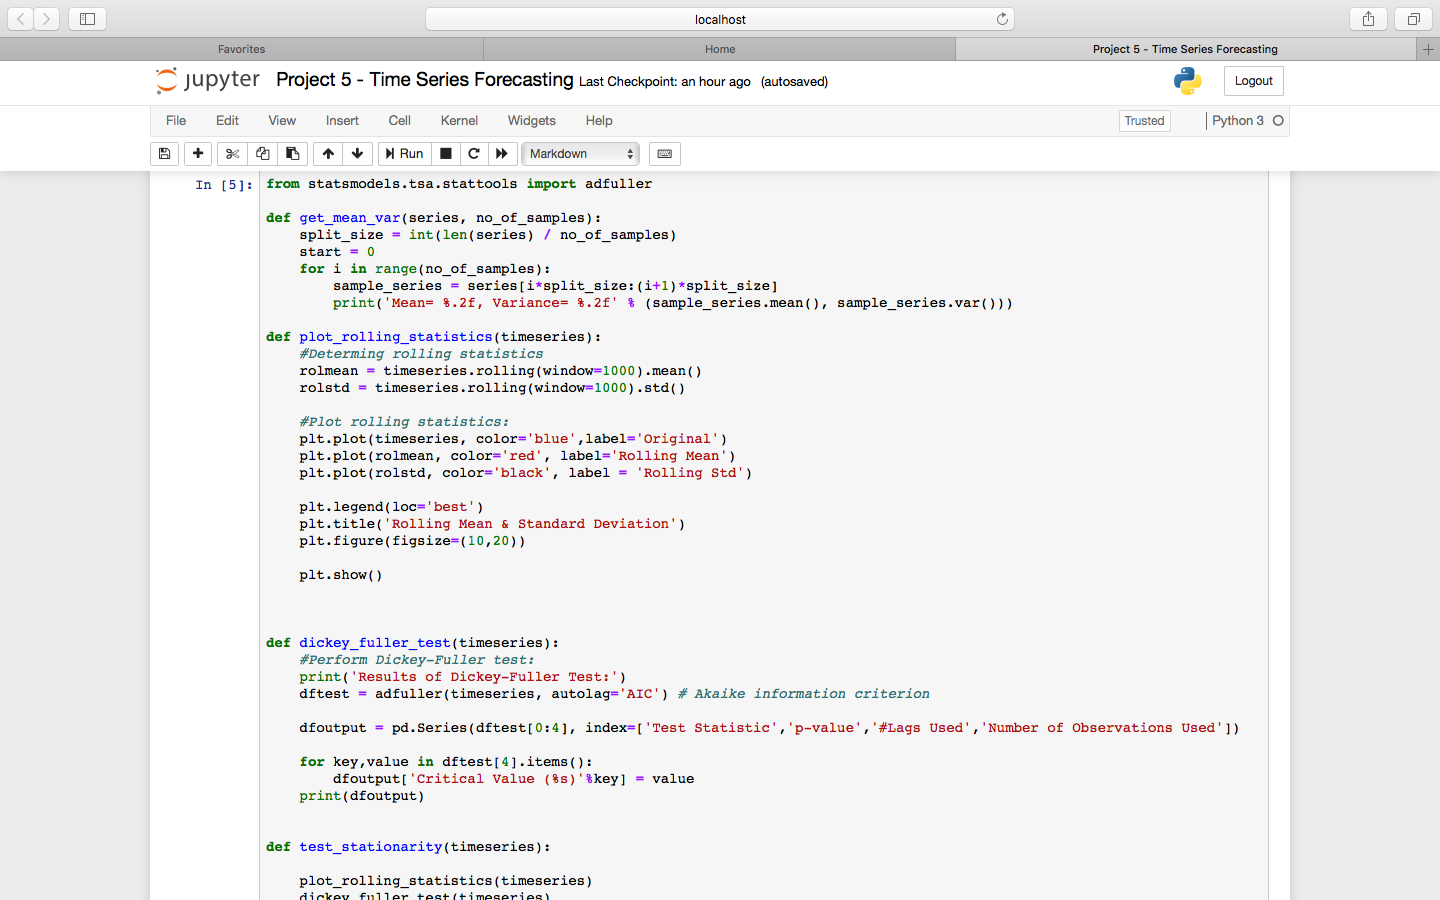 localhost
Favorites
Home
Project 5 - Time Series Forecasting
jupyter Project 5 - Time Series Forecasting Last Checkpoint: an hour ago (autosaved)
Logout
File Edit View Insert Cell Kernel Widgets Help
Trusted
Python 3
Run
Markdown
In [5]: from statsmodels.tsa.stattools import adfuller
def get_mean_var(series, no_of_samples):
    split_size = int(len(series) / no_of_samples)
    start = 0
    for i in range(no_of_samples):
        sample_series = series[i*split_size:(i+1)*split_size]
        print('Mean= %.2f, Variance= %.2f' % (sample_series.mean(), sample_series.var()))
def plot_rolling_statistics(timeseries):
    #Determing rolling statistics
    rolmean = timeseries.rolling(window=1000).mean()
    rolstd = timeseries.rolling(window=1000).std()
    #Plot rolling statistics:
    plt.plot(timeseries, color='blue',label='Original')
    plt.plot(rolmean, color='red', label='Rolling Mean')
    plt.plot(rolstd, color='black', label = 'Rolling Std')
    plt.legend(loc='best')
    plt.title('Rolling Mean & Standard Deviation')
    plt.figure(figsize=(10,20))
    plt.show()
def dickey_fuller_test(timeseries):
    #Perform Dickey-Fuller test:
    print('Results of Dickey-Fuller Test:')
    dftest = adfuller(timeseries, autolag='AIC') # Akaike information criterion
    dfoutput = pd.Series(dftest[0:4], index=['Test Statistic','p-value','#Lags Used','Number of Observations Used'])
    for key,value in dftest[4].items():
        dfoutput['Critical Value (%s)'%key] = value
    print(dfoutput)
def test_stationarity(timeseries):
    plot_rolling_statistics(timeseries)
    dickey_fuller_test(timeseries)